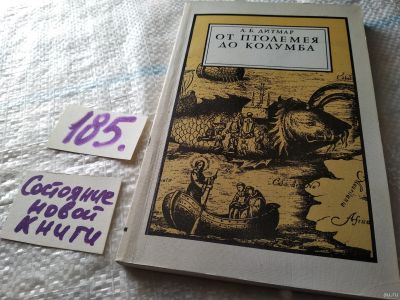 А. Б. ДИТМАР
ОТ ПТОЛЕМЕЯ
ДО КОЛУМБА
185.
Состояние
новой
книги